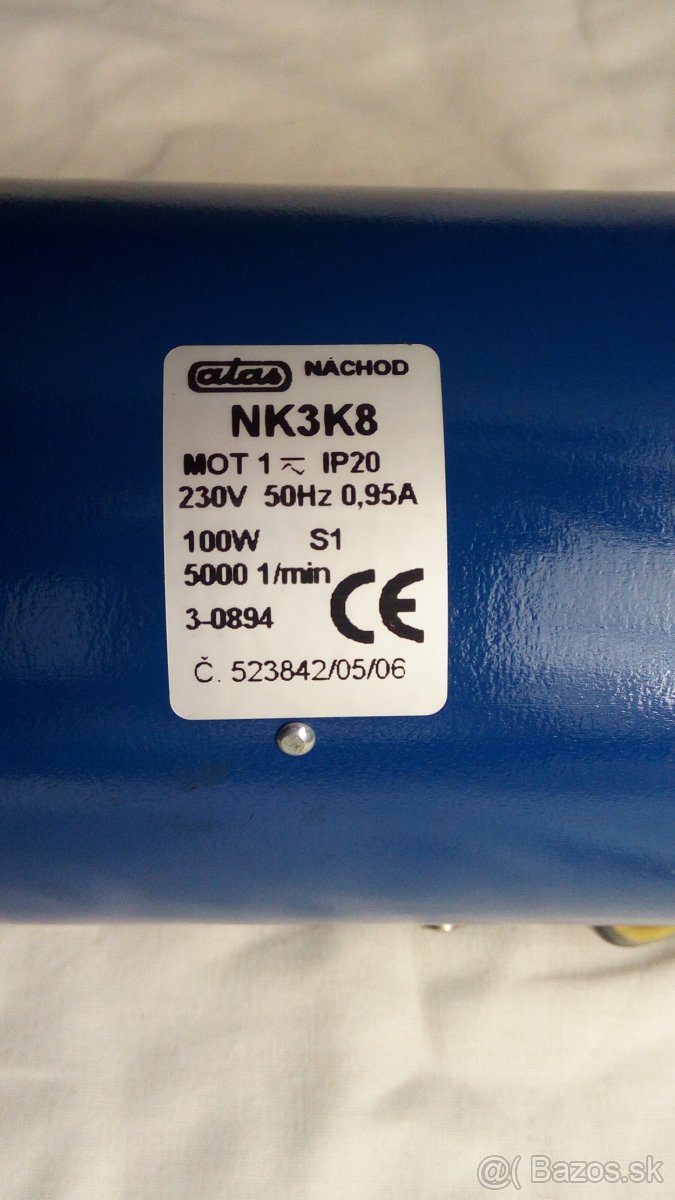 atas NÁCHOD
NK3K8
MOT 1 ⎓∿ IP20
230V 50Hz 0,95A
100W S1
5000 1/min
3-0894 CE
Č. 523842/05/06
@( Bazos.sk